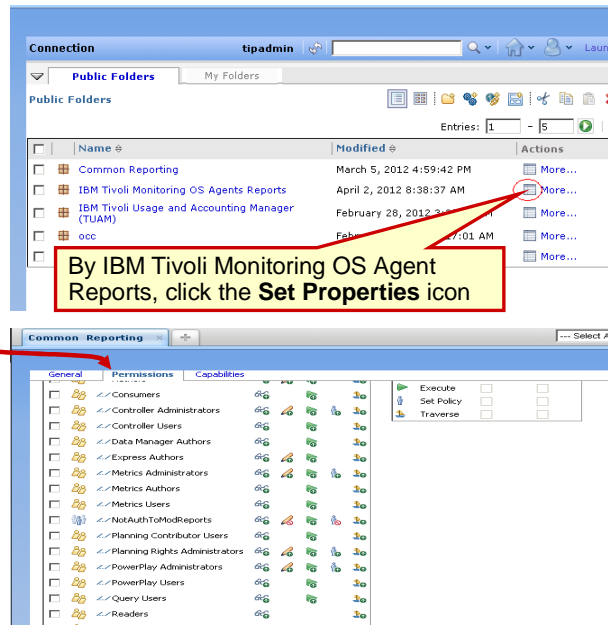 Connection tipadmin Laun
Public Folders My Folders
Public Folders
Entries: 1 - 5
Name Modified Actions
Common Reporting March 5, 2012 4:59:42 PM More...
IBM Tivoli Monitoring OS Agents Reports April 2, 2012 8:38:37 AM More...
IBM Tivoli Usage and Accounting Manager (TUAM) February 28, 2012 More...
occ More...
More...
By IBM Tivoli Monitoring OS Agent
Reports, click the Set Properties icon
Common Reporting --- Select A
General Permissions Capabilities
Consumers
Controller Administrators
Controller Users
Data Manager Authors
Express Authors
Metrics Administrators
Metrics Authors
Metrics Users
NotAuthToModReports
Planning Contributor Users
Planning Rights Administrators
PowerPlay Administrators
PowerPlay Users
Query Users
Readers
Execute
Set Policy
Traverse